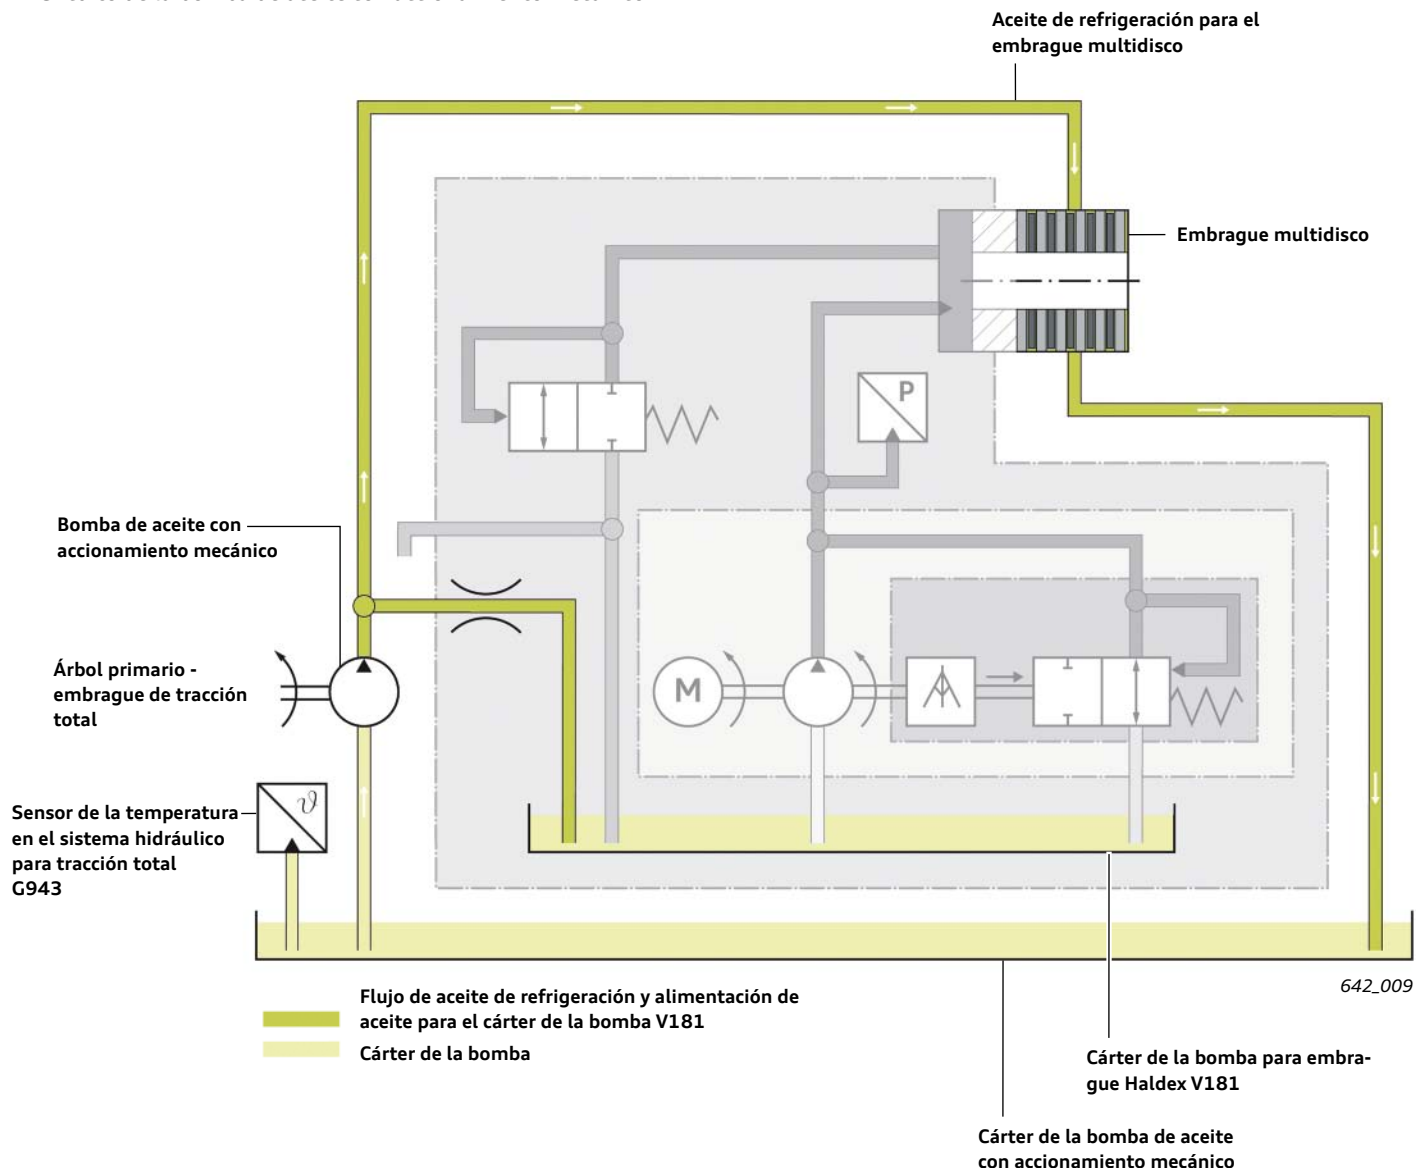 Aceite de refrigeración para el
embrague multidisco
Embrague multidisco
P
Bomba de aceite con
accionamiento mecánico
Árbol primario -
embrague de tracción
total
M
Sensor de la temperatura
en el sistema hidráulico
para tracción total
G943
ϑ
642_009
Flujo de aceite de refrigeración y alimentación de
aceite para el cárter de la bomba V181
Cárter de la bomba
Cárter de la bomba para embra-
gue Haldex V181
Cárter de la bomba de aceite
con accionamiento mecánico